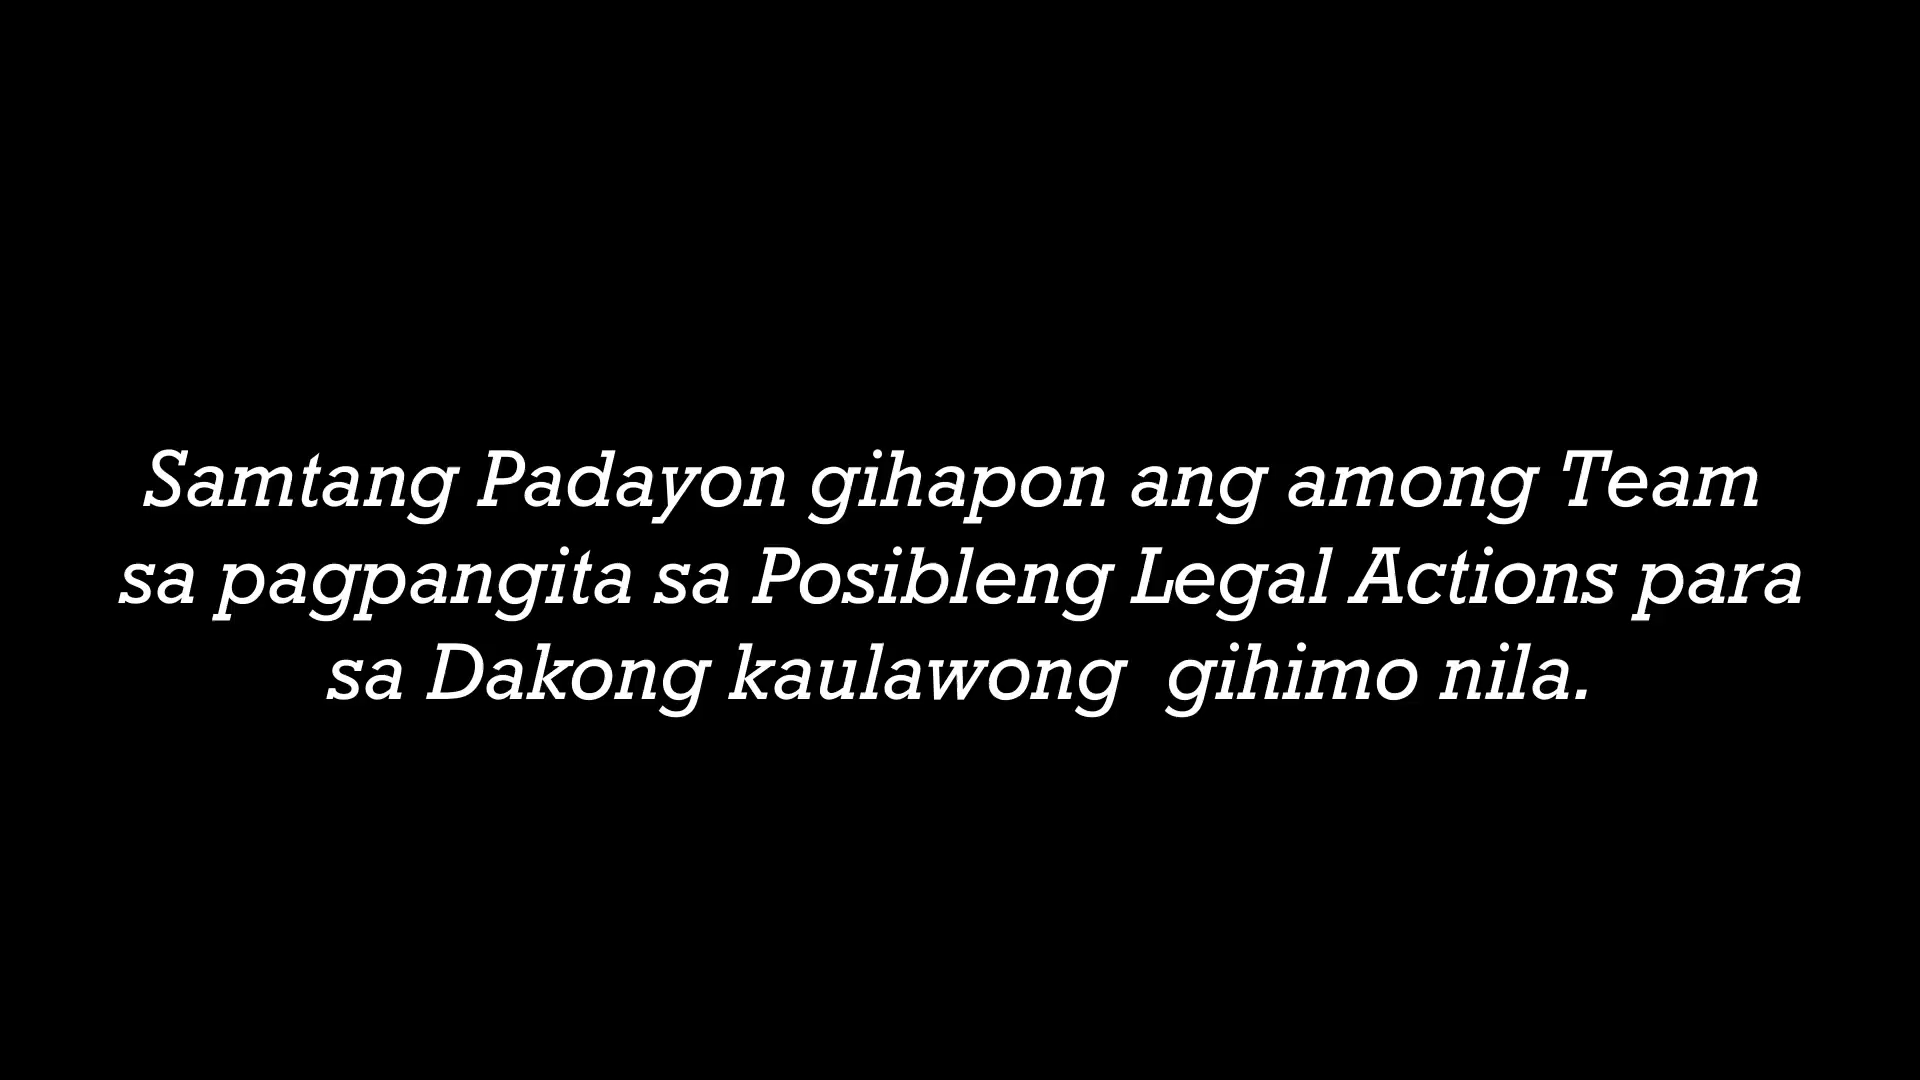 Samtang Padayon gihapon ang among Team
sa pagpangita sa Posibleng Legal Actions para
sa Dakong kaulawong  gihimo nila.